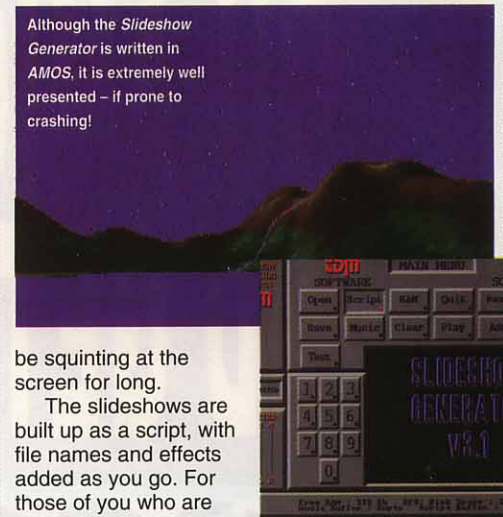 Although the Slideshow
Generator is written in
AMOS, it is extremely well
presented – if prone to
crashing!
be squinting at the
screen for long.
The slideshows are
built up as a script, with
file names and effects
added as you go. For
those of you who are
MAIN MENU
SOFTWARE
Open Script RAM Quit
Save Music Clear Play
Text
1 2 3
4 5 6
7 8 9
0
SLIDESHO
GENERAT
V3.1